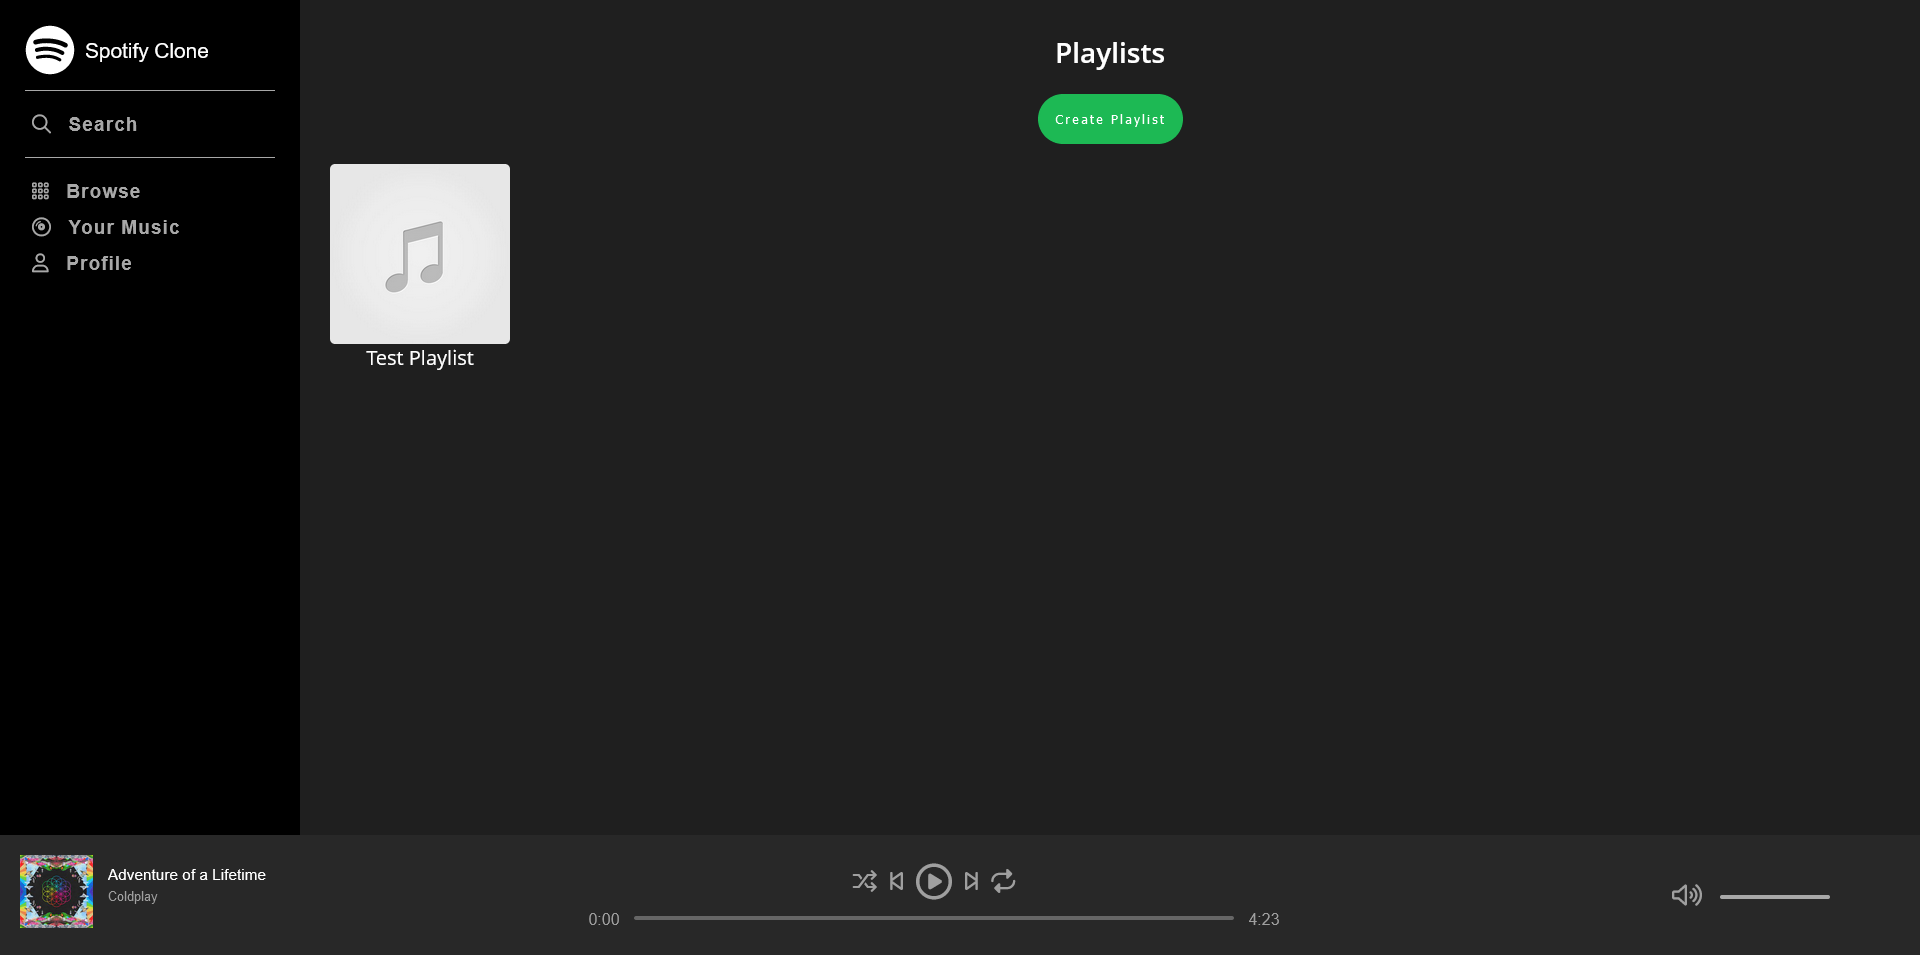 Spotify Clone
Search
Browse
Your Music
Profile
Playlists
Create Playlist
Test Playlist
Adventure of a Lifetime
Coldplay
0:00
4:23